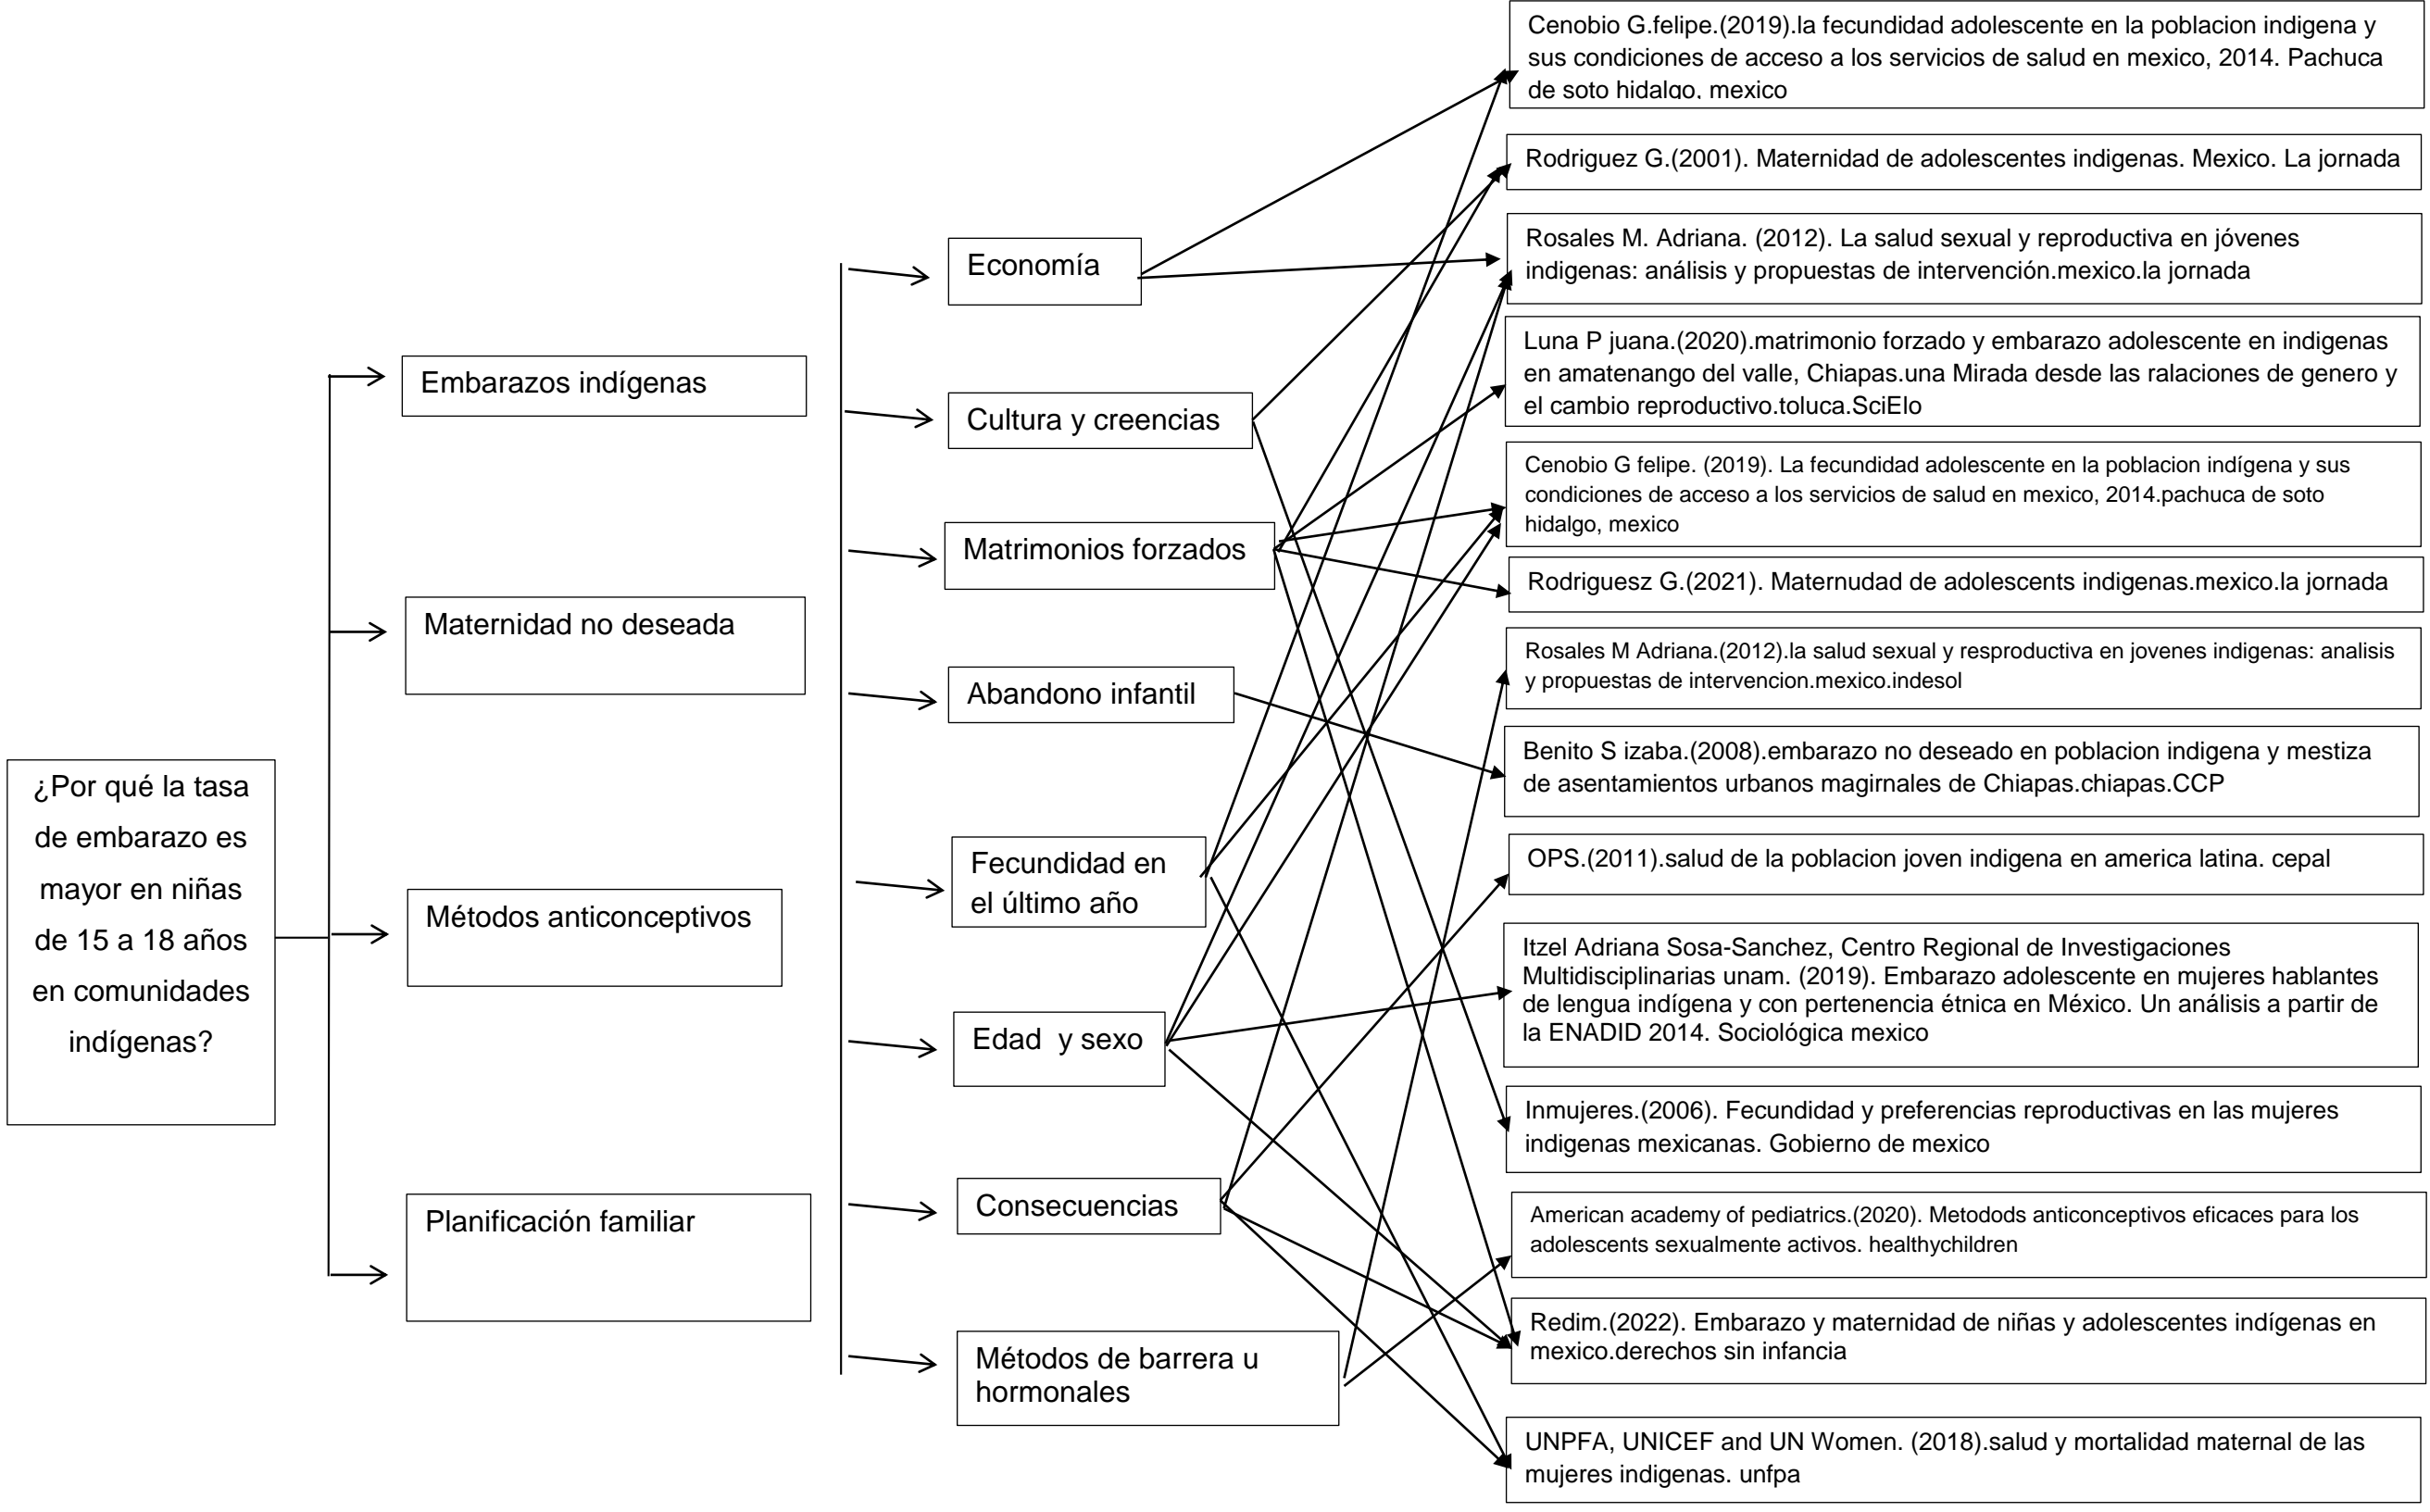 ¿Por qué la tasa
de embarazo es
mayor en niñas
de 15 a 18 años
en comunidades
indígenas?
Embarazos indígenas
Maternidad no deseada
Métodos anticonceptivos
Planificación familiar
Economía
Cultura y creencias
Matrimonios forzados
Abandono infantil
Fecundidad en
el último año
Edad y sexo
Consecuencias
Métodos de barrera u
hormonales
Cenobio G.felipe.(2019).la fecundidad adolescente en la poblacion indigena y
sus condiciones de acceso a los servicios de salud en mexico, 2014. Pachuca
de soto hidalgo, mexico
Rodriguez G.(2001). Maternidad de adolescentes indigenas. Mexico. La jornada
Rosales M. Adriana. (2012). La salud sexual y reproductiva en jóvenes
indigenas: análisis y propuestas de intervención.mexico.la jornada
Luna P juana.(2020).matrimonio forzado y embarazo adolescente en indigenas
en amatenango del valle, Chiapas.una Mirada desde las ralaciones de genero y
el cambio reproductivo.toluca.SciElo
Cenobio G felipe. (2019). La fecundidad adolescente en la poblacion indígena y sus
condiciones de acceso a los servicios de salud en mexico, 2014.pachuca de soto
hidalgo, mexico
Rodriguesz G.(2021). Maternudad de adolescents indigenas.mexico.la jornada
Rosales M Adriana.(2012).la salud sexual y resproductiva en jovenes indigenas: analisis
y propuestas de intervencion.mexico.indesol
Benito S izaba.(2008).embarazo no deseado en poblacion indigena y mestiza
de asentamientos urbanos magirnales de Chiapas.chiapas.CCP
OPS.(2011).salud de la poblacion joven indigena en america latina. cepal
Itzel Adriana Sosa-Sanchez, Centro Regional de Investigaciones
Multidisciplinarias unam. (2019). Embarazo adolescente en mujeres hablantes
de lengua indígena y con pertenencia étnica en México. Un análisis a partir de
la ENADID 2014. Sociológica mexico
Inmujeres.(2006). Fecundidad y preferencias reproductivas en las mujeres
indigenas mexicanas. Gobierno de mexico
American academy of pediatrics.(2020). Metodods anticonceptivos eficaces para los
adolescents sexualmente activos. healthychildren
Redim.(2022). Embarazo y maternidad de niñas y adolescentes indígenas en
mexico.derechos sin infancia
UNPFA, UNICEF and UN Women. (2018).salud y mortalidad maternal de las
mujeres indigenas. unfpa